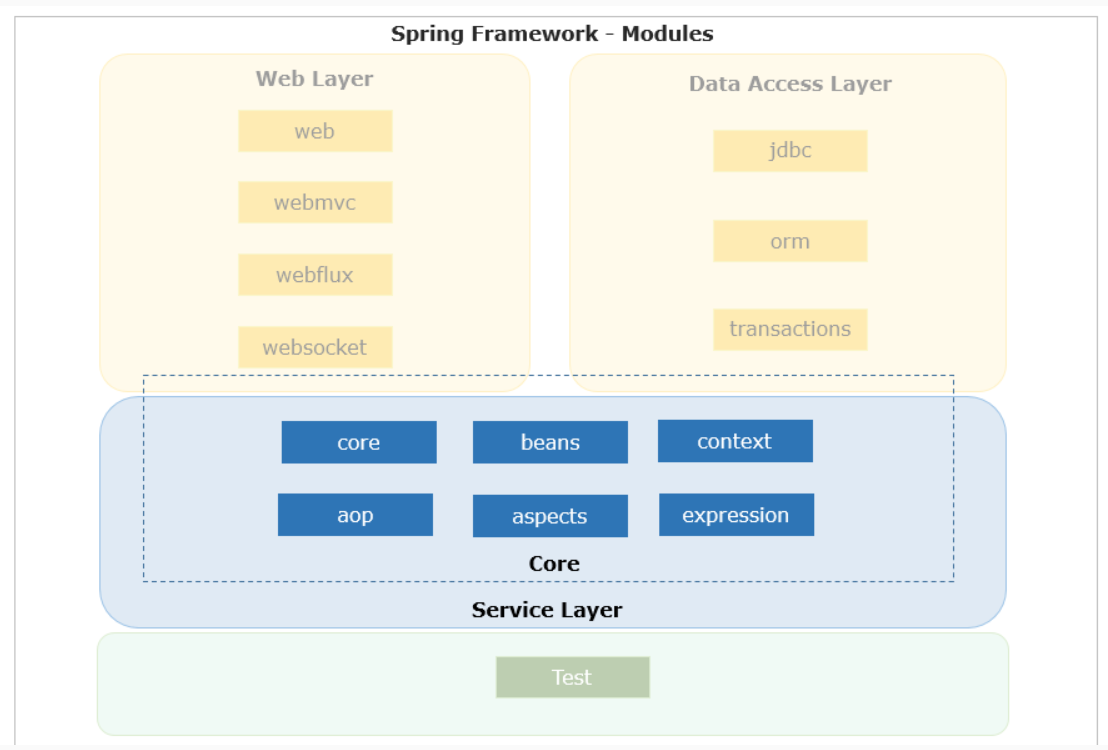 Spring Framework - Modules
Web Layer
web
webmvc
webflux
websocket
Data Access Layer
jdbc
orm
transactions
core
beans
context
aop
aspects
expression
Core
Service Layer
Test